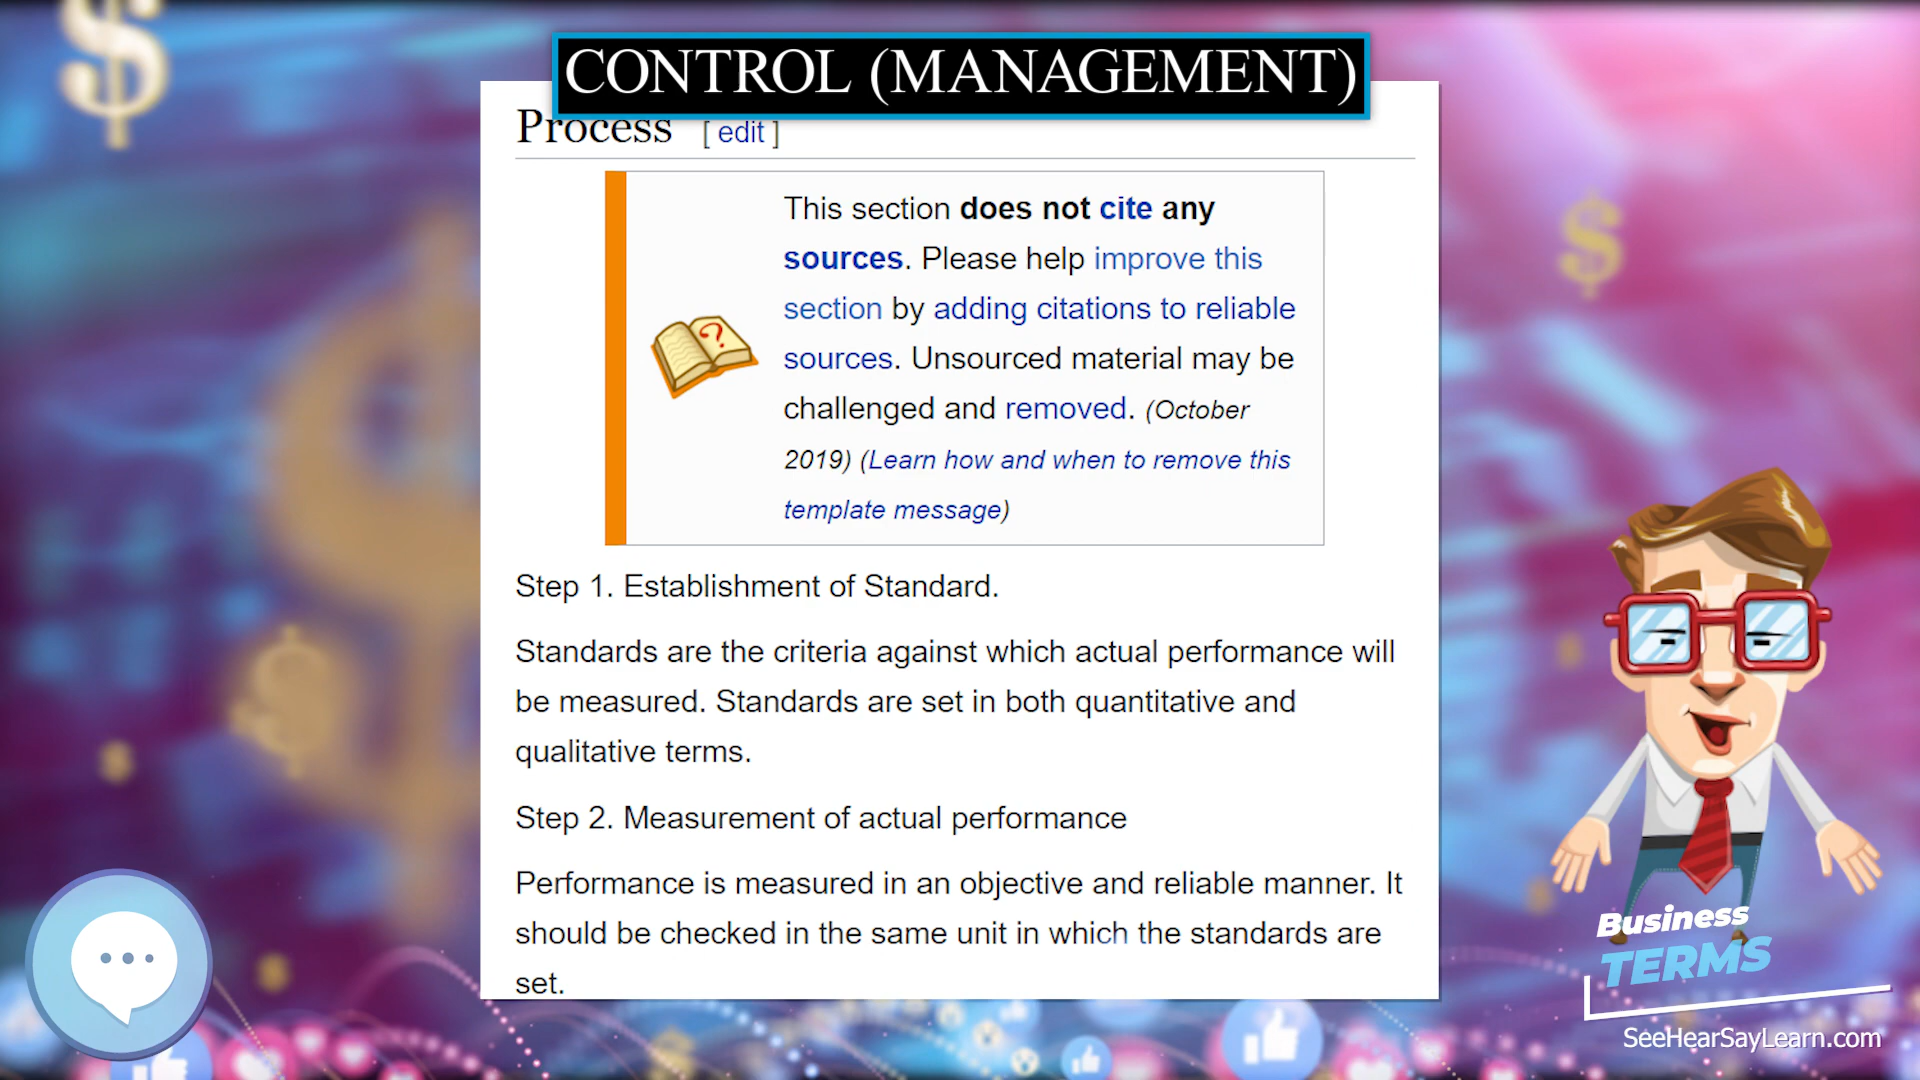 CONTROL (MANAGEMENT)
Process [ edit ]
This section does not cite any
sources. Please help improve this
section by adding citations to reliable
sources. Unsourced material may be
challenged and removed. (October
2019) (Learn how and when to remove this
template message)
Step 1. Establishment of Standard.
Standards are the criteria against which actual performance will
be measured. Standards are set in both quantitative and
qualitative terms.
Step 2. Measurement of actual performance
Performance is measured in an objective and reliable manner. It
should be checked in the same unit in which the standards are
set.
Business
TERMS
SeeHearSayLearn.com